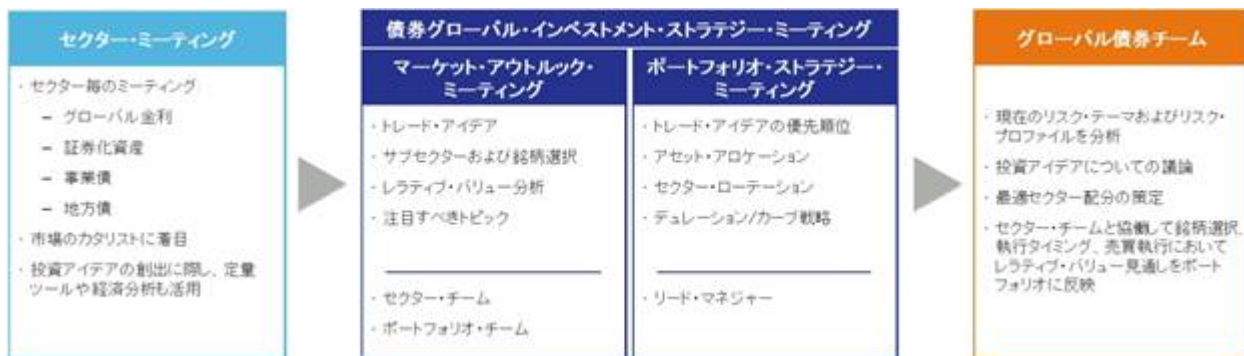 セクター・ミーティング
・セクター毎のミーティング
− グローバル金利
− 証券化資産
− 事業債
− 地方債
・市場のカタリストに着目
・投資アイデアの創出に際し、定量
ツールや経済分析も活用
債券グローバル・インベストメント・ストラテジー・ミーティング
マーケット・アウトルック・
ミーティング
・トレード・アイデア
・サブセクターおよび銘柄選択
・レラティブ・バリュー分析
・注目すべきトピック
・セクター・チーム
・ポートフォリオ・チーム
ポートフォリオ・ストラテジー・
ミーティング
・トレード・アイデアの優先順位
・アセット・アロケーション
・セクター・ローテーション
・デュレーション/カーブ戦略
・リード・マネジャー
グローバル債券チーム
・現在のリスク・テーマおよびリスク・
プロファイルを分析
・投資アイデアについての議論
・最適セクター配分の策定
・セクター・チームと協働して銘柄選択、
執行タイミング、売買執行において
レラティブ・バリュー見通しをポート
フォリオに反映